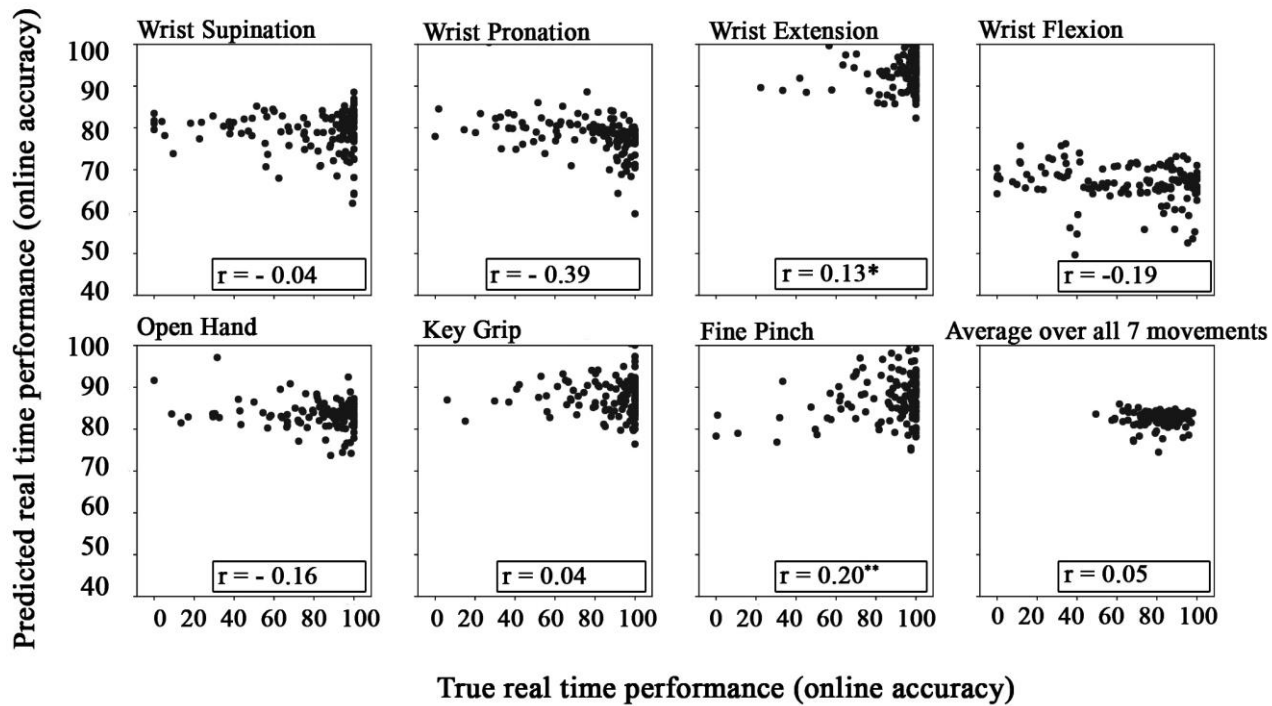 Predicted real time performance (online accuracy)
Wrist Supination
Wrist Pronation
Wrist Extension
Wrist Flexion
100
90
80
70
60
50
40
r = - 0.04
r = - 0.39
r = 0.13*
r = -0.19
Open Hand
Key Grip
Fine Pinch
Average over all 7 movements
100
90
80
70
60
50
40
r = - 0.16
r = 0.04
r = 0.20**
r = 0.05
0 20 40 60 80 100
0 20 40 60 80 100
0 20 40 60 80 100
0 20 40 60 80 100
True real time performance (online accuracy)